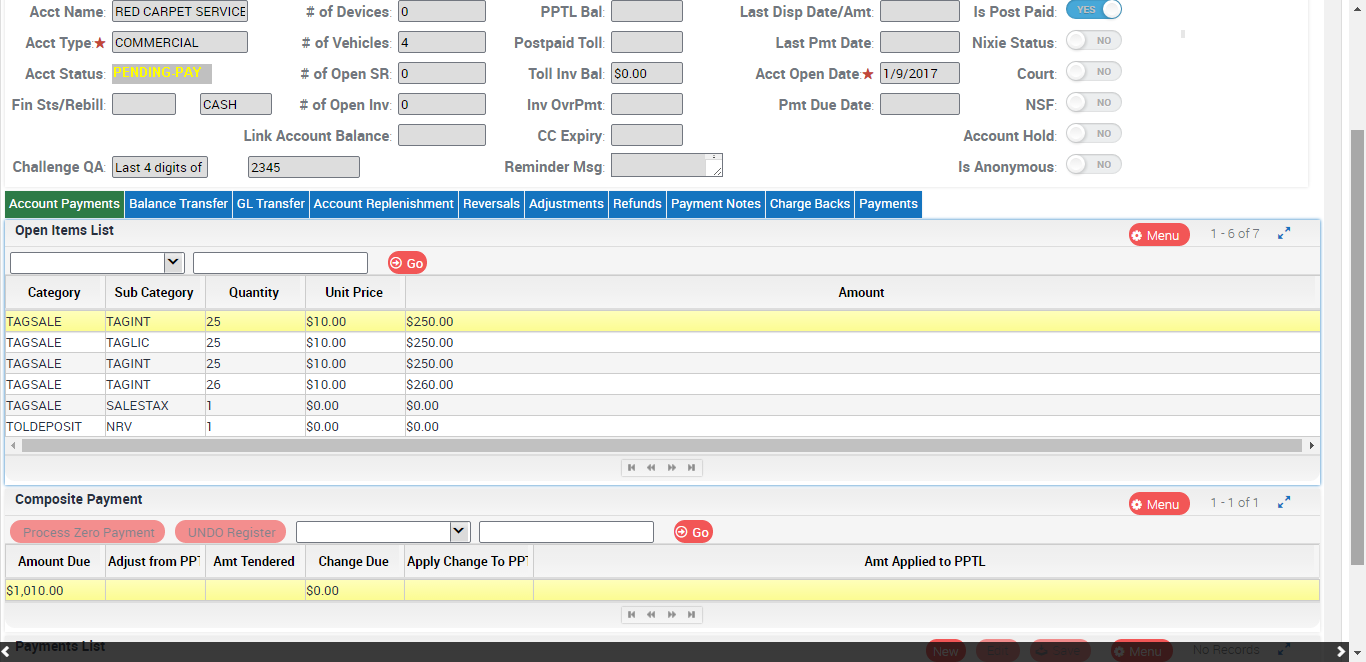 Acct Name: RED CARPET SERVICE # of Devices: 0 PPTL Bal: Last Disp Date/Amt: Is Post Paid: YES
Acct Type:★ COMMERCIAL # of Vehicles: 4 Postpaid Toll: Last Pmt Date: Nixie Status: NO
Acct Status: PENDING-PAY # of Open SR: 0 Toll Inv Bal: $0.00 Acct Open Date:★ 1/9/2017 Court: NO
Fin Sts/Rebill: CASH # of Open Inv: 0 Inv OvrPmt: Pmt Due Date: NSF: NO
Link Account Balance: CC Expiry: Account Hold: NO
Challenge QA: Last 4 digits of 2345 Reminder Msg: Is Anonymous: NO
Account Payments Balance Transfer GL Transfer Account Replenishment Reversals Adjustments Refunds Payment Notes Charge Backs Payments
Open Items List Menu 1 - 6 of 7
Go
Category Sub Category Quantity Unit Price Amount
TAGSALE TAGINT 25 $10.00 $250.00
TAGSALE TAGLIC 25 $10.00 $250.00
TAGSALE TAGINT 25 $10.00 $250.00
TAGSALE TAGINT 26 $10.00 $260.00
TAGSALE SALESTAX 1 $0.00 $0.00
TOLDEPOSIT NRV 1 $0.00 $0.00
Composite Payment Menu 1 - 1 of 1
Process Zero Payment UNDO Register Go
Amount Due Adjust from PPT Amt Tendered Change Due Apply Change To PPT Amt Applied to PPTL
$1,010.00 $0.00
Payments List New Menu No Records